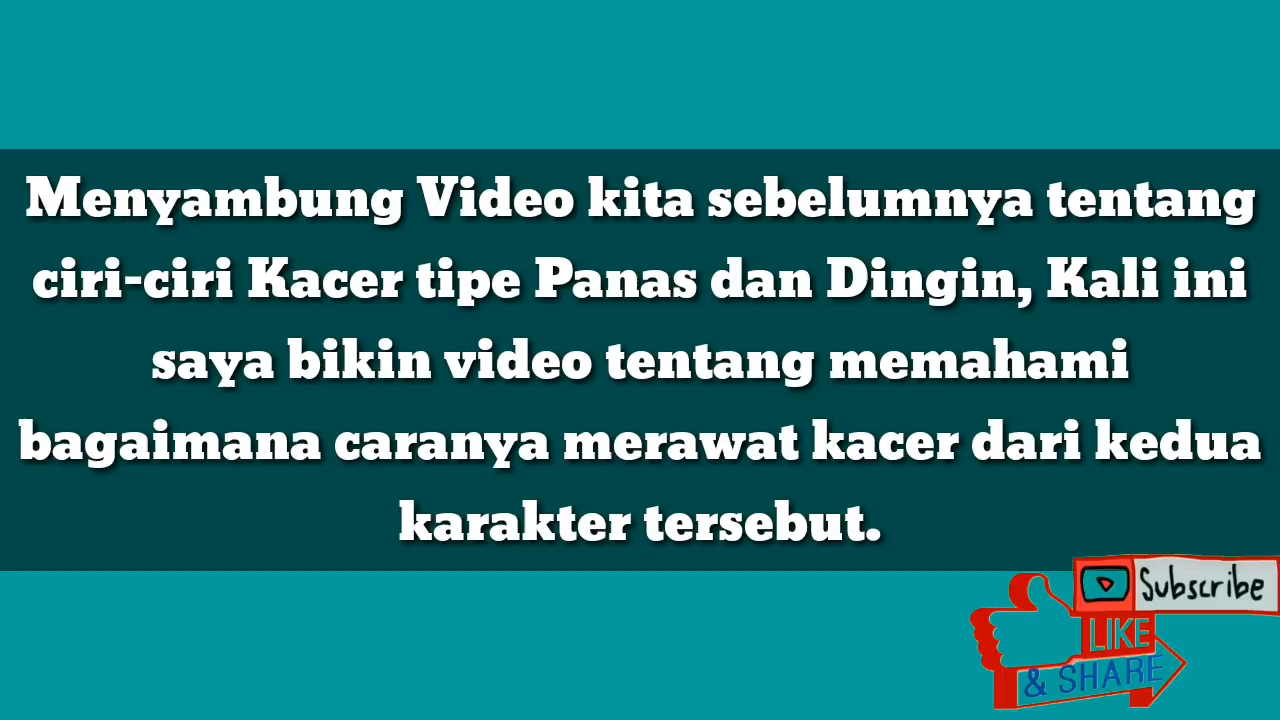 Menyambung Video kita sebelumnya tentang
ciri-ciri Kacer tipe Panas dan Dingin, Kali ini
saya bikin video tentang memahami
bagaimana caranya merawat kacer dari kedua
karakter tersebut.
Subscribe
LIKE
& SHARE